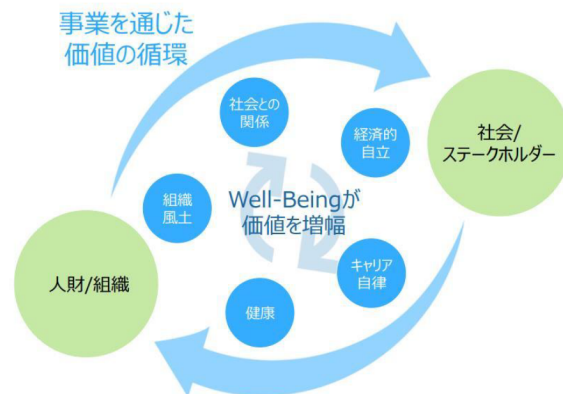 事業を通じた
価値の循環
社会との
関係
経済的
自立
社会/
ステークホルダー
組織
風土
Well-Beingが
価値を増幅
人財/組織
キャリア
自律
健康